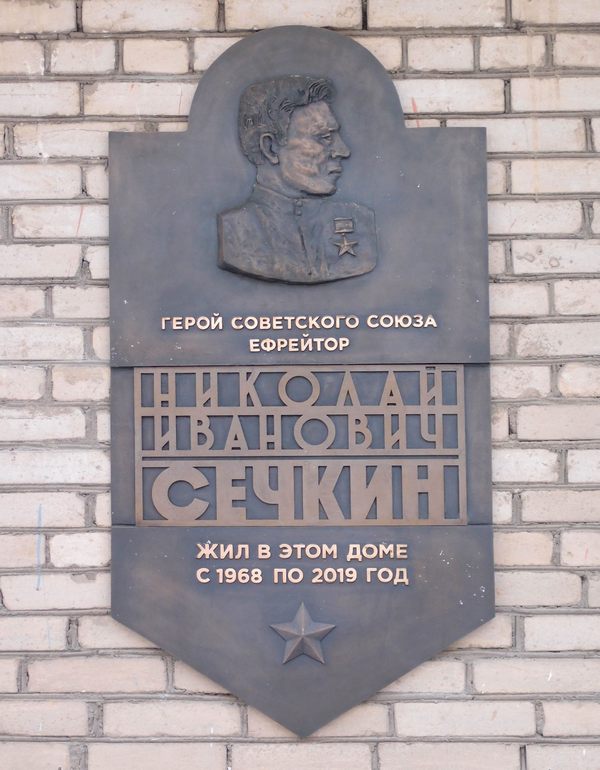 ГЕРОЙ СОВЕТСКОГО СОЮЗА
ЕФРЕЙТОР
НИКОЛАЙ
ИВАНОВИЧ
СЕЧКИН
ЖИЛ В ЭТОМ ДОМЕ
С 1968 ПО 2019 ГОД